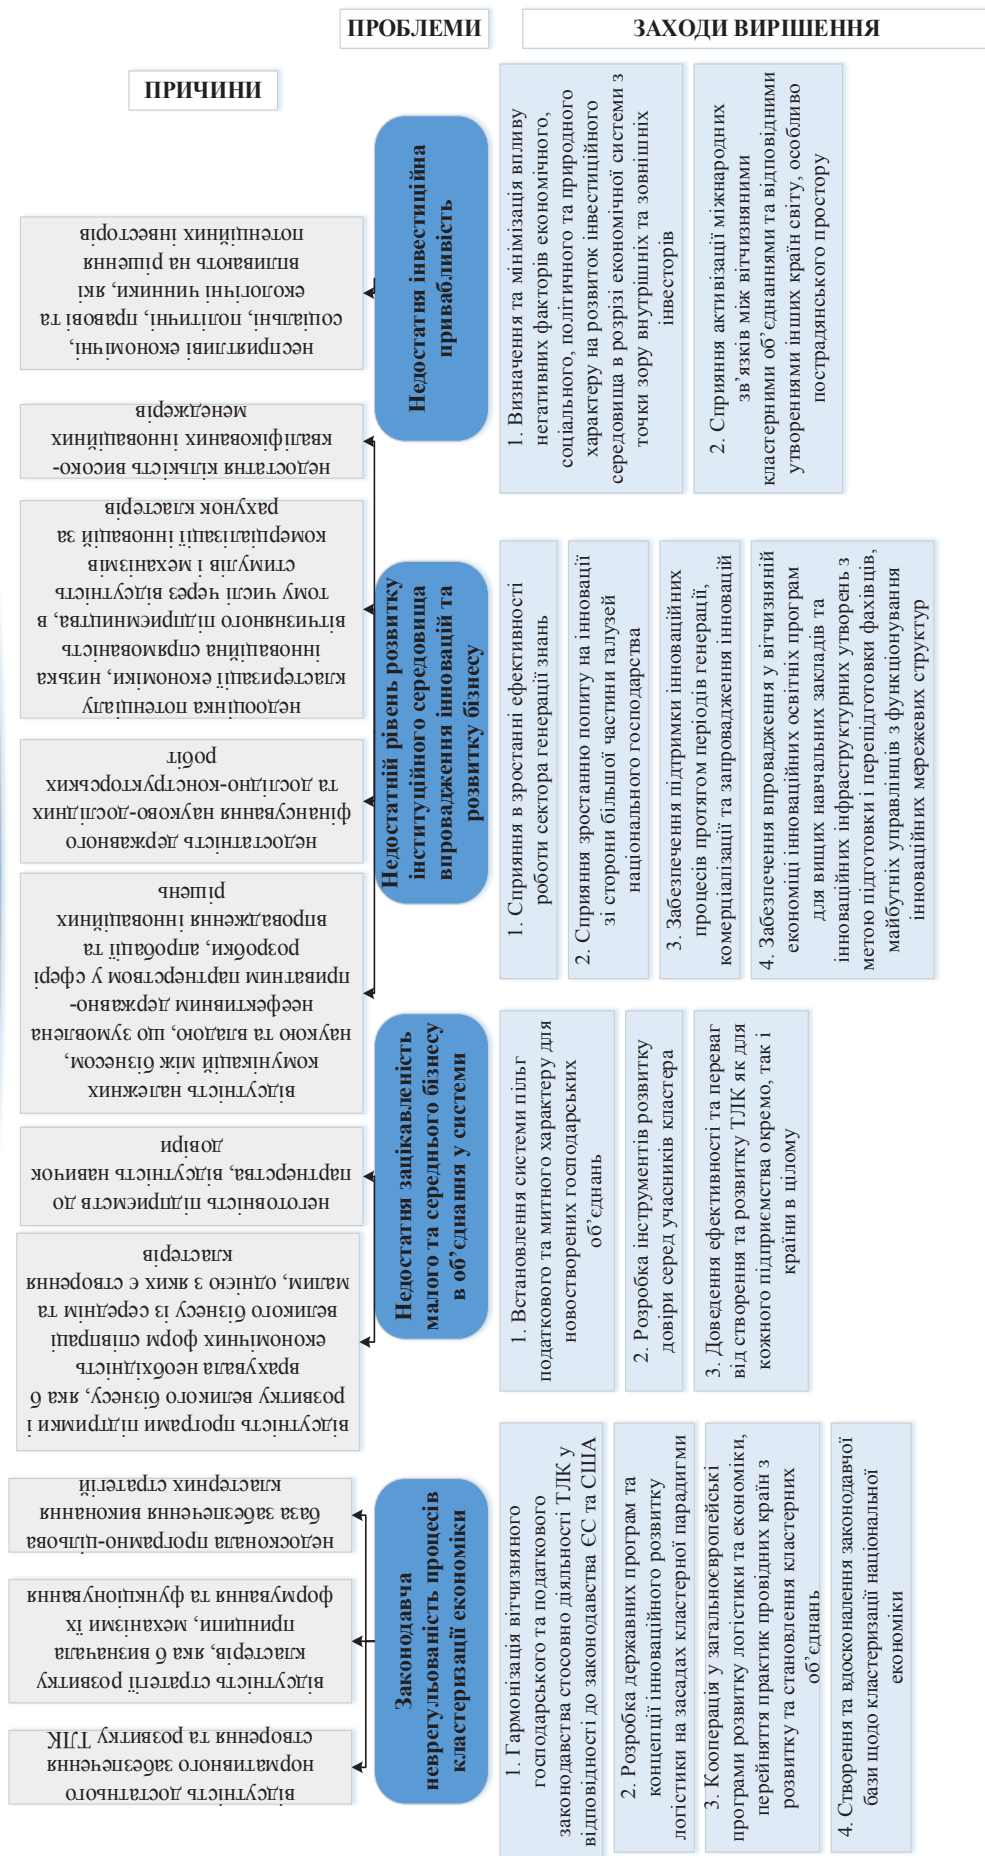 ПРИЧИНИ
ПРОБЛЕМИ
ЗАХОДИ ВИРІШЕННЯ
несприятливі економічні,
соціальні, політичні, правові та
екологічні чинники, які
впливають на рішення
потенційних інвесторів
Недостатня інвестиційна
привабливість
1. Визначення та мінімізація впливу
негативних факторів економічного,
соціального, політичного та природного
характеру на розвиток інвестиційного
середовища в розрізі економічної системи з
точки зору внутрішніх та зовнішніх
інвесторів
2. Сприяння активізації міжнародних
зв’язків між вітчизняними
кластерними об’єднаннями та відповідними
утвореннями інших країн світу, особливо
пострадянського простору
недостатня кількість високо-
кваліфікованих інноваційних
менеджерів
недооцінка потенціалу
кластеризації економіки, низька
інноваційна спрямованість
вітчизняного підприємництва, в
тому числі через відсутність
стимулів і механізмів
комерціалізації інновацій за
рахунок кластерів
недостатність державного
фінансування науково-дослідних
та дослідно-конструкторських
робіт
відсутність належних
комунікацій між бізнесом,
наукою та владою, що зумовлена
неефективним державно-
приватним партнерством у сфері
розробки, апробації та
впровадження інноваційних
рішень
Недостатній рівень розвитку
інституційного середовища
впровадження інновацій та
розвитку бізнесу
1. Сприяння в зростанні ефективності
роботи сектора генерації знань
2. Сприяння зростанню попиту на інновації
зі сторони більшої частини галузей
національного господарства
3. Забезпечення підтримки інноваційних
процесів протягом періодів генерації,
комерціалізації та запровадження інновацій
4. Забезпечення впровадження у вітчизняній
економіці інноваційних освітніх програм
для вищих навчальних закладів та
інноваційних інфраструктурних утворень з
метою підготовки і перепідготовки фахівців,
майбутніх управлінців з функціонування
інноваційних мережевих структур
неготовність підприємств до
партнерства, відсутність навичок
довіри
відсутність програми підтримки і
розвитку великого бізнесу, яка б
врахувала необхідність
економічних форм співпраці
великого бізнесу із середнім та
малим, однією з яких є створення
кластерів
Недостатня зацікавленість
малого та середнього бізнесу
в об’єднання у системи
1. Встановлення системи пільг
податкового та митного характеру для
новостворених господарських
об’єднань
2. Розробка інструментів розвитку
довіри серед учасників кластера
3. Доведення ефективності та переваг
від створення та розвитку ТЛК як для
кожного підприємства окремо, так і
країни в цілому
недосконала програмно-цільова
база забезпечення виконання
кластерних стратегій
відсутність стратегії розвитку
кластерів, яка б визначала
принципи, механізми їх
формування та функціонування
відсутність достатнього
нормативного забезпечення
створення та розвитку ТЛК
Законодавча
неврегульованість процесів
кластеризації економіки
1. Гармонізація вітчизняного
господарського та податкового
законодавства стосовно діяльності ТЛК у
відповідності до законодавства ЄС та США
2. Розробка державних програм та
концепції інноваційного розвитку
логістики на засадах кластерної парадигми
3. Кооперація у загальноєвропейські
програми розвитку логістики та економіки,
перейняття практик провідних країн з
розвитку та становлення кластерних
об’єднань
4. Створення та вдосконалення законодавчої
бази щодо кластеризації національної
економіки